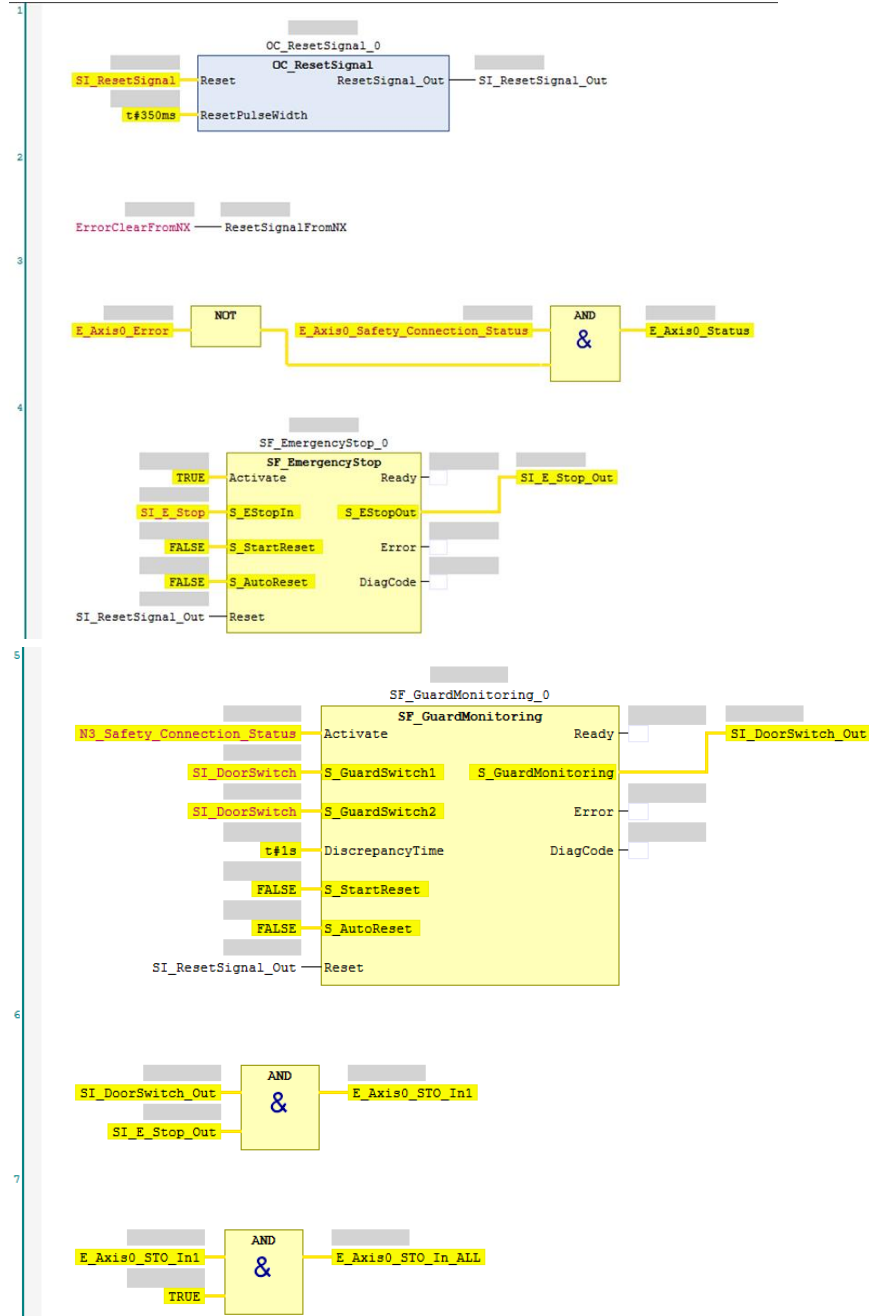 1
OC_ResetSignal_0
OC_ResetSignal
SI_ResetSignal Reset ResetSignal_Out SI_ResetSignal_Out
t#350ms ResetPulseWidth
2
ErrorClearFromNX ResetSignalFromNX
3
NOT AND
E_Axis0_Error E_Axis0_Safety_Connection_Status & E_Axis0_Status
4
SF_EmergencyStop_0
SF_EmergencyStop
TRUE Activate Ready SI_E_Stop_Out
SI_E_Stop S_EStopIn S_EStopOut
FALSE S_StartReset Error
FALSE S_AutoReset DiagCode
SI_ResetSignal_Out Reset
5
SF_GuardMonitoring_0
SF_GuardMonitoring
N3_Safety_Connection_Status Activate Ready SI_DoorSwitch_Out
SI_DoorSwitch S_GuardSwitch1 S_GuardMonitoring
SI_DoorSwitch S_GuardSwitch2 Error
t#1s DiscrepancyTime DiagCode
FALSE S_StartReset
FALSE S_AutoReset
SI_ResetSignal_Out Reset
6
AND
SI_DoorSwitch_Out & E_Axis0_STO_In1
SI_E_Stop_Out
7
AND
E_Axis0_STO_In1 & E_Axis0_STO_In_ALL
TRUE